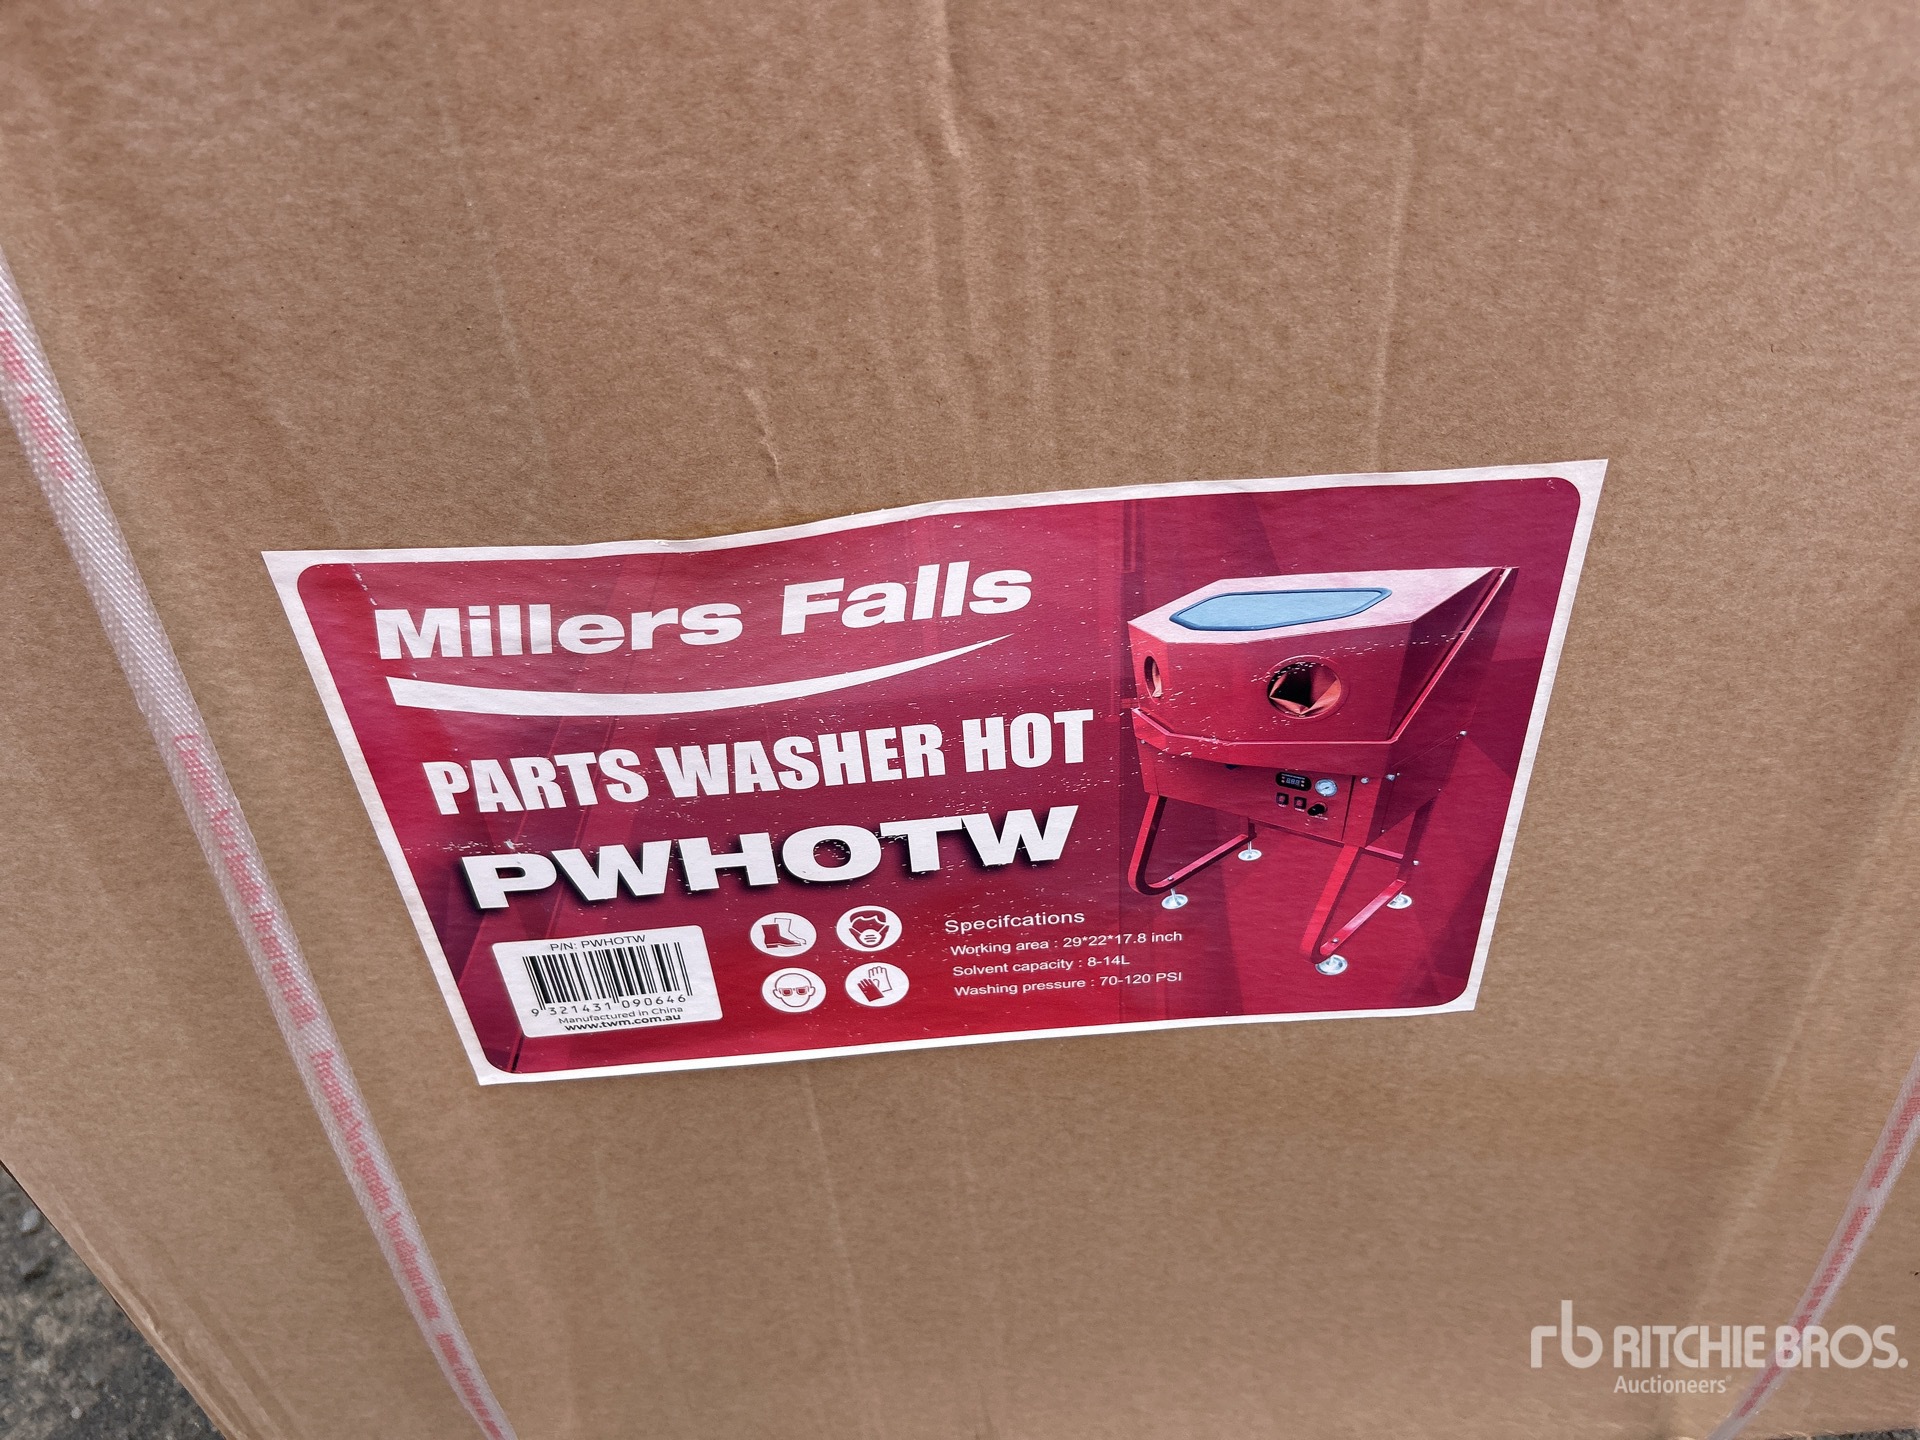 Millers Falls
PARTS WASHER HOT
PWHOTW
P/N: PWHOTW
9 321431 090646
Manufactured in China
www.twm.com.au
Specifcations
Working area : 29*22*17.8 inch
Solvent capacity : 8-14L
Washing pressure : 70-120 PSI
rb RITCHIE BROS.
Auctioneers